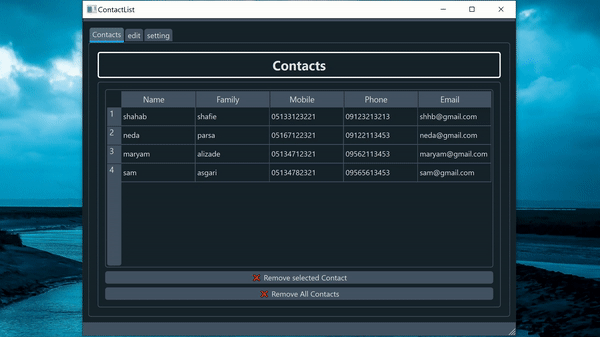 ContactList
Contacts edit setting
Contacts
Name Family Mobile Phone Email
1 shahab shafie 05133123221 09123213213 shhb@gmail.com
2 neda parsa 05167122321 09122113453 neda@gmail.com
3 maryam alizade 05134712321 09562113453 maryam@gmail.com
4 sam asgari 05134782321 09565613453 sam@gmail.com
Remove selected Contact
Remove All Contacts